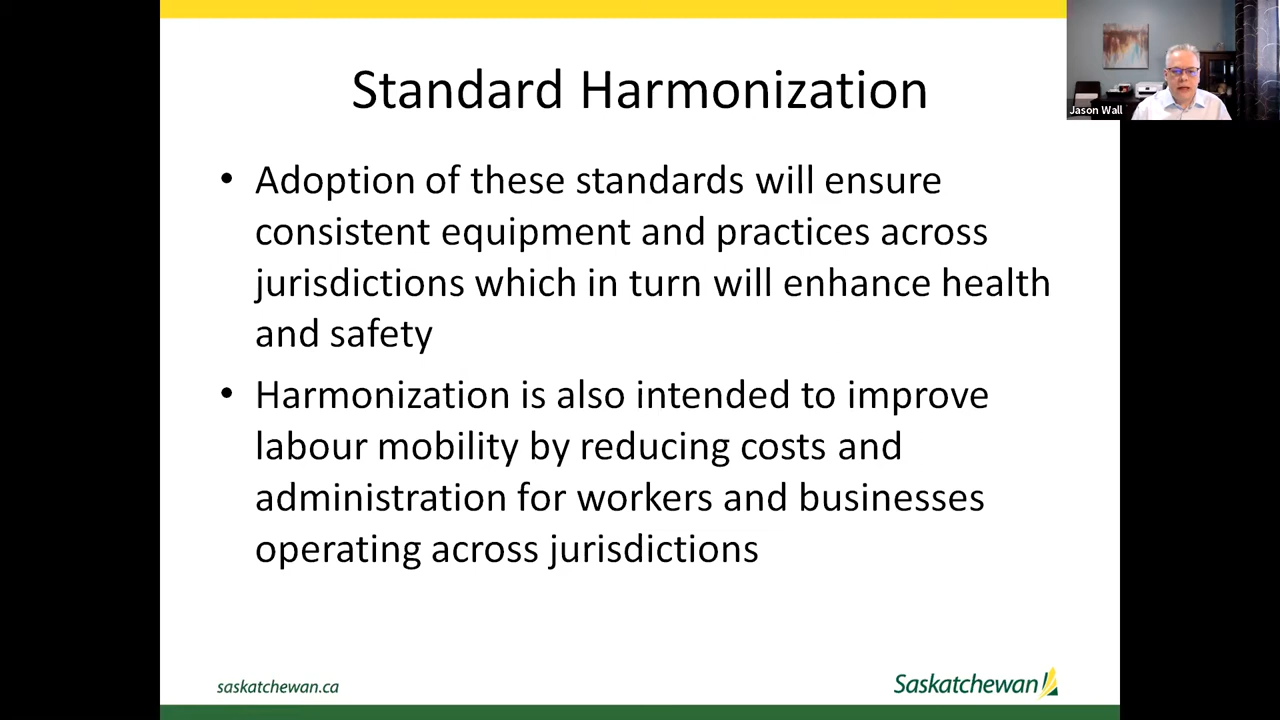 Standard Harmonization
Jason Wall
• Adoption of these standards will ensure
consistent equipment and practices across
jurisdictions which in turn will enhance health
and safety
• Harmonization is also intended to improve
labour mobility by reducing costs and
administration for workers and businesses
operating across jurisdictions
saskatchewan.ca
Saskatchewan